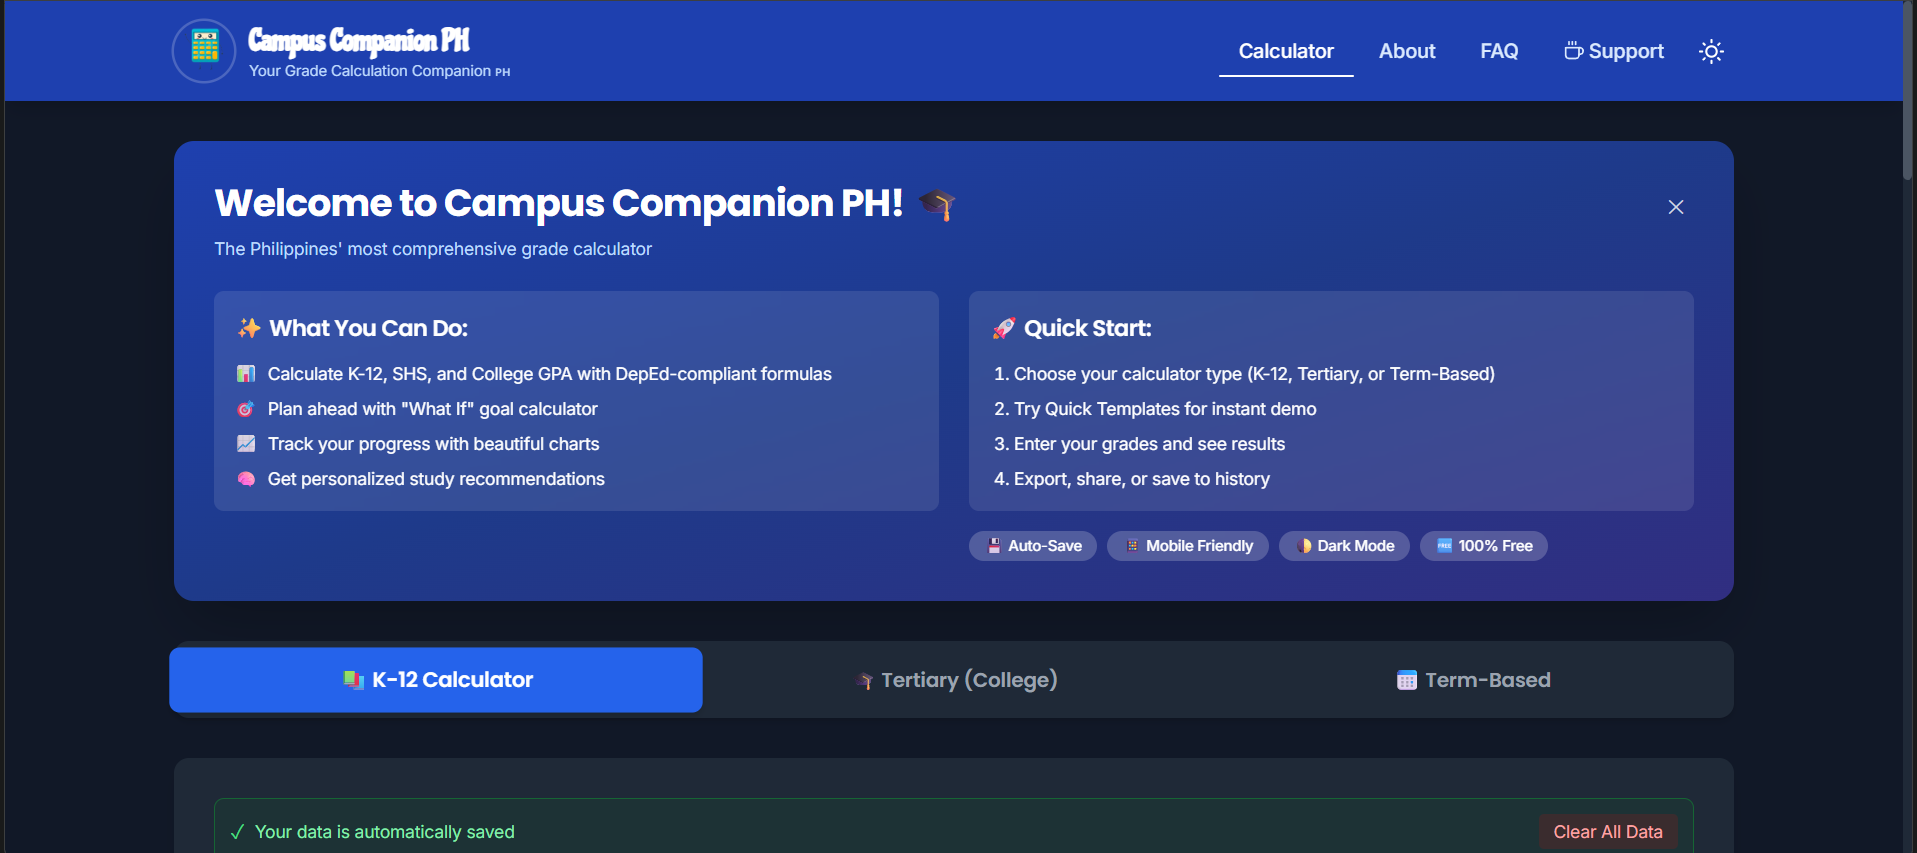 Campus Companion PH
Your Grade Calculation Companion PH
Calculator
About
FAQ
Support
Welcome to Campus Companion PH! 🎓
The Philippines' most comprehensive grade calculator
✨ What You Can Do:
📊 Calculate K-12, SHS, and College GPA with DepEd-compliant formulas
🎯 Plan ahead with "What If" goal calculator
📈 Track your progress with beautiful charts
🧠 Get personalized study recommendations
🚀 Quick Start:
1. Choose your calculator type (K-12, Tertiary, or Term-Based)
2. Try Quick Templates for instant demo
3. Enter your grades and see results
4. Export, share, or save to history
💾 Auto-Save
📱 Mobile Friendly
🌓 Dark Mode
🆓 100% Free
📚 K-12 Calculator
🎓 Tertiary (College)
📅 Term-Based
✓ Your data is automatically saved
Clear All Data